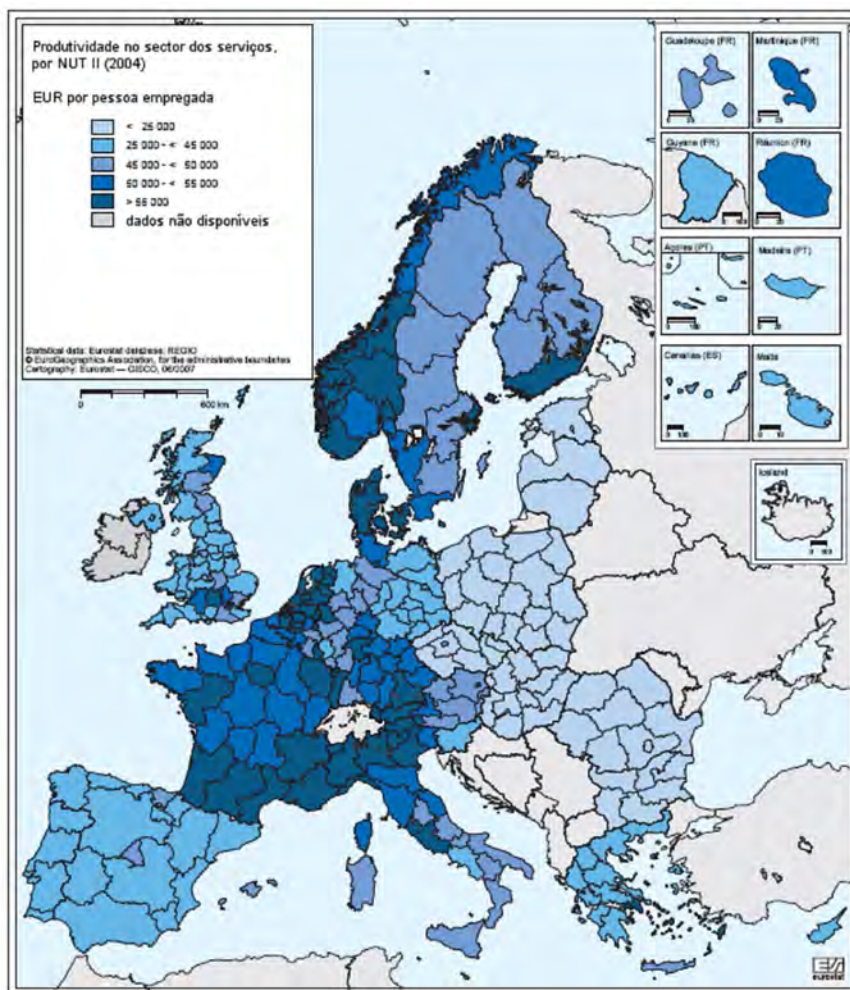 Produtividade no sector dos serviços,
por NUT II (2004)
EUR por pessoa empregada
< 25 000
25 000 - < 45 000
45 000 - < 50 000
50 000 - < 55 000
> 55 000
dados não disponíveis
Statistical data: Eurostat database: REGIO
© EuroGeographics Association, for the administrative boundaries
Cartography: Eurostat — GISCO, 06/2007
0 600 km
Guadeloupe (FR)
Martinique (FR)
Guyane (FR)
Réunion (FR)
Açores (PT)
Madeira (PT)
Canarias (ES)
Malta
Island
eurostat